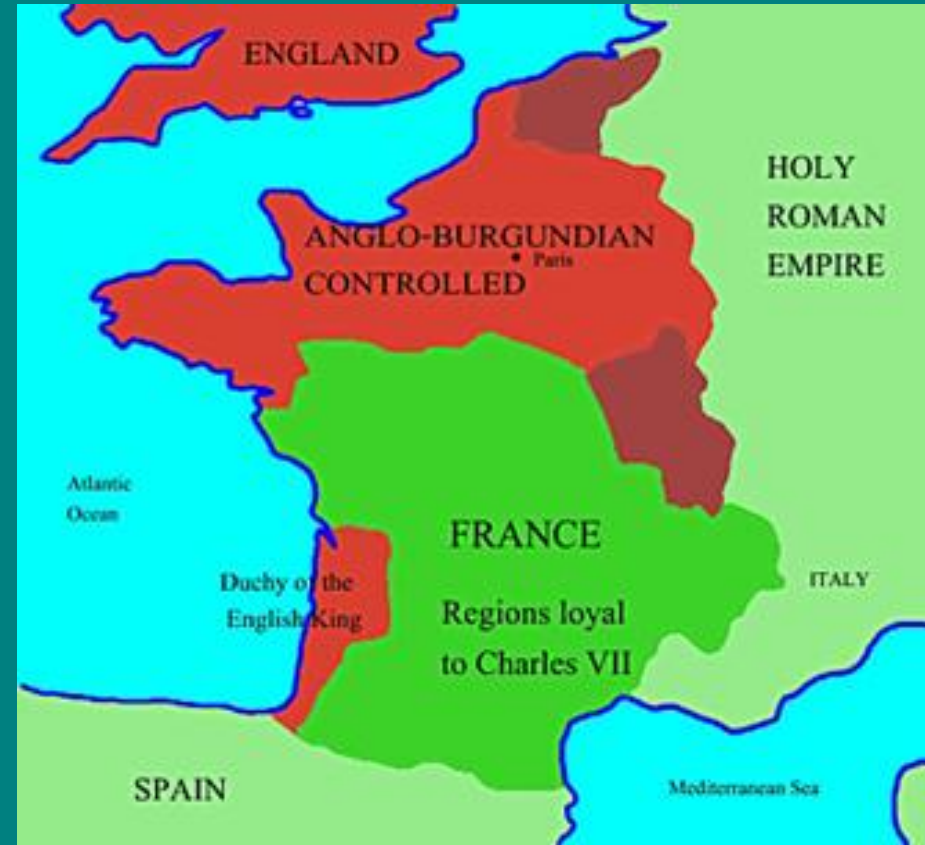 ENGLAND
HOLY
ROMAN
EMPIRE
ANGLO-BURGUNDIAN
Paris
CONTROLLED
Atlantic
Ocean
FRANCE
Duchy of the
English King
ITALY
Regions loyal
to Charles VII
SPAIN
Mediterranean Sea